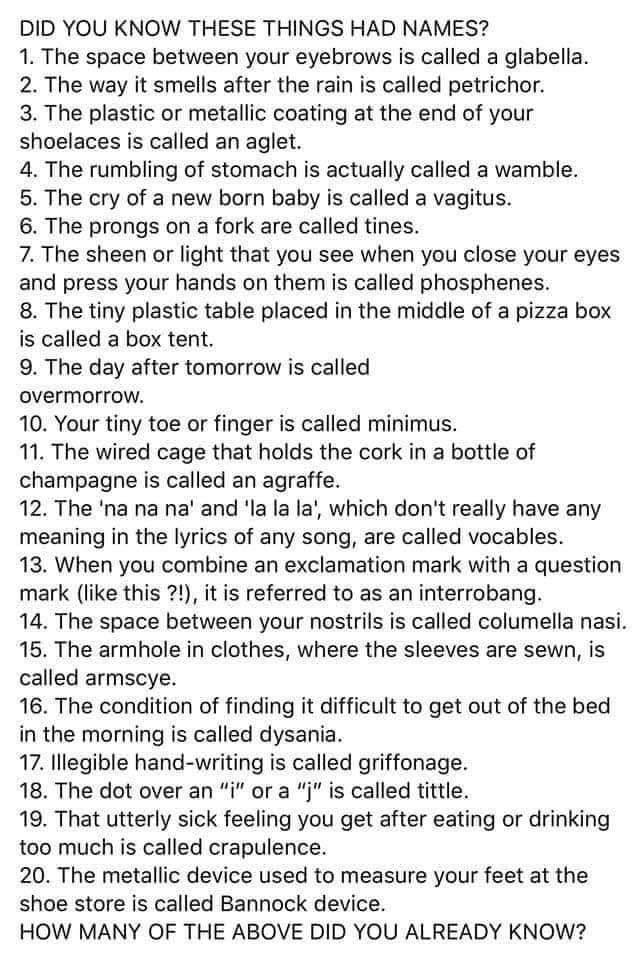 DID YOU KNOW THESE THINGS HAD NAMES?
1. The space between your eyebrows is called a glabella.
2. The way it smells after the rain is called petrichor.
3. The plastic or metallic coating at the end of your
shoelaces is called an aglet.
4. The rumbling of stomach is actually called a wamble.
5. The cry of a new born baby is called a vagitus.
6. The prongs on a fork are called tines.
7. The sheen or light that you see when you close your eyes
and press your hands on them is called phosphenes.
8. The tiny plastic table placed in the middle of a pizza box
is called a box tent.
9. The day after tomorrow is called
overmorrow.
10. Your tiny toe or finger is called minimus.
11. The wired cage that holds the cork in a bottle of
champagne is called an agraffe.
12. The 'na na na' and 'la la la', which don't really have any
meaning in the lyrics of any song, are called vocables.
13. When you combine an exclamation mark with a question
mark (like this ?!), it is referred to as an interrobang.
14. The space between your nostrils is called columella nasi.
15. The armhole in clothes, where the sleeves are sewn, is
called armscye.
16. The condition of finding it difficult to get out of the bed
in the morning is called dysania.
17. Illegible hand-writing is called griffonage.
18. The dot over an “i” or a “j” is called tittle.
19. That utterly sick feeling you get after eating or drinking
too much is called crapulence.
20. The metallic device used to measure your feet at the
shoe store is called Bannock device.
HOW MANY OF THE ABOVE DID YOU ALREADY KNOW?